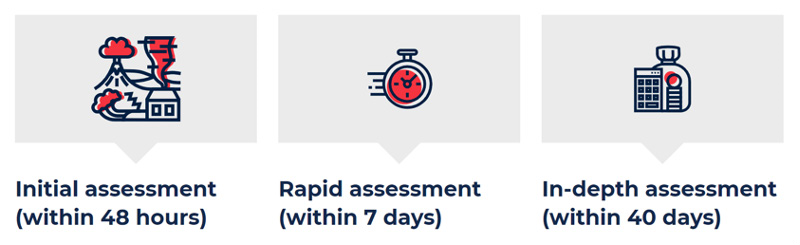 Initial assessment
(within 48 hours)
Rapid assessment
(within 7 days)
In-depth assessment
(within 40 days)